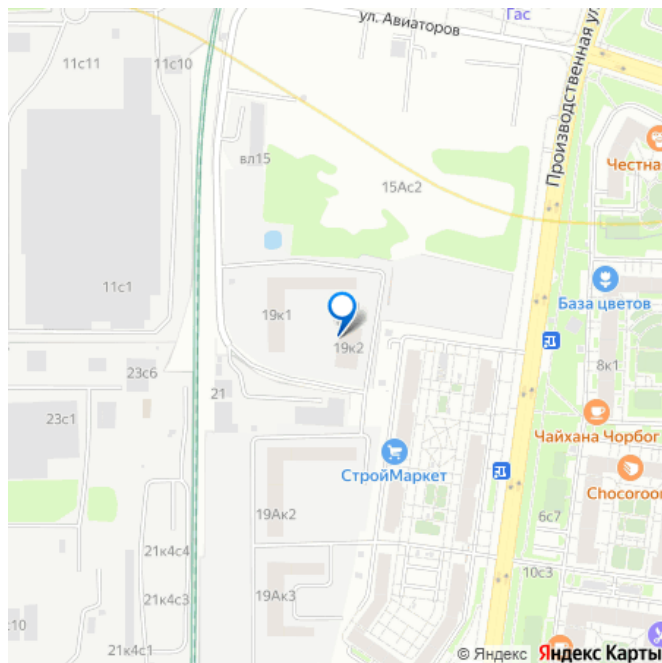 Гас
ул. Авиаторов
Производственная ул.
11с11
11с10
вл15
15Ас2
Честна
11с1
База цветов
19к1
19к2
8к1
23с6
21
23с1
Чайхана Чорбог
СтройМаркет
Chocoroom
19Ак2
6с7
21к4с4
10с3
21к4с3
19Ак3
с10
21к4с1
© Яндекс Яндекс Карты